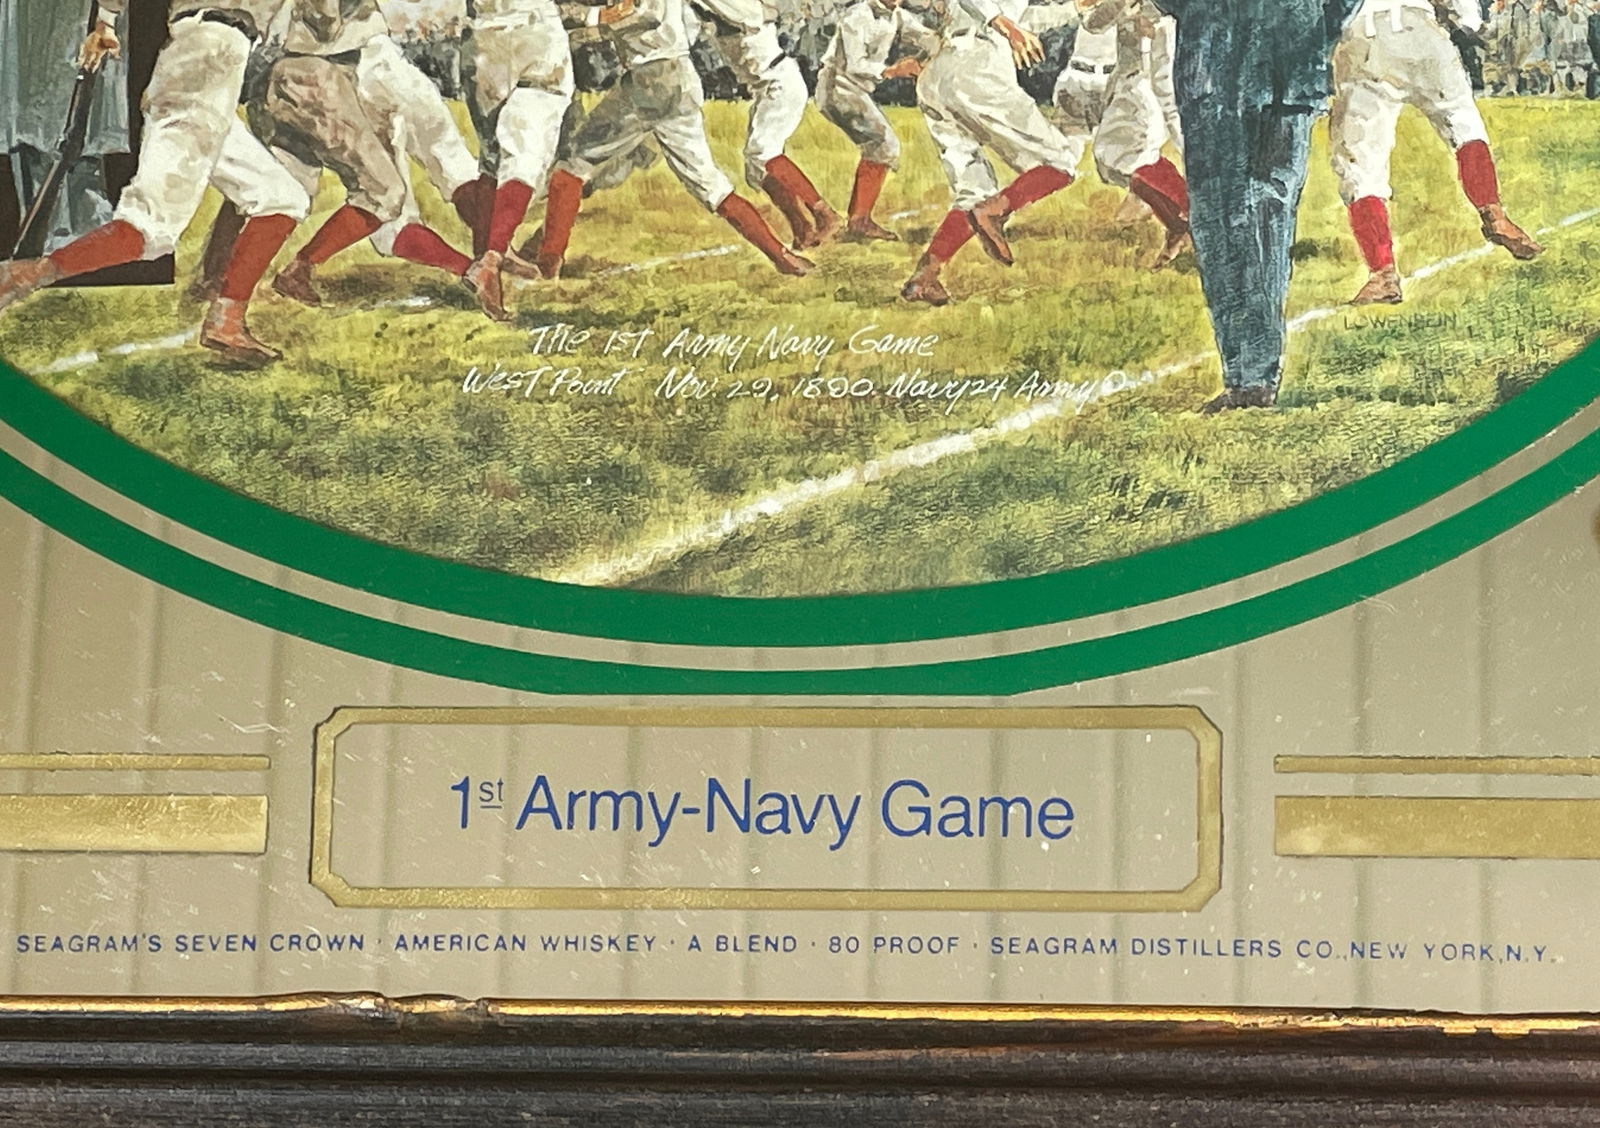 The 1st Army Navy Game
West Point Nov. 29, 1890. Navy 24 Army 0
LOWENBEIN
1st Army-Navy Game
SEAGRAM'S SEVEN CROWN · AMERICAN WHISKEY · A BLEND · 80 PROOF · SEAGRAM DISTILLERS CO., NEW YORK, N.Y.